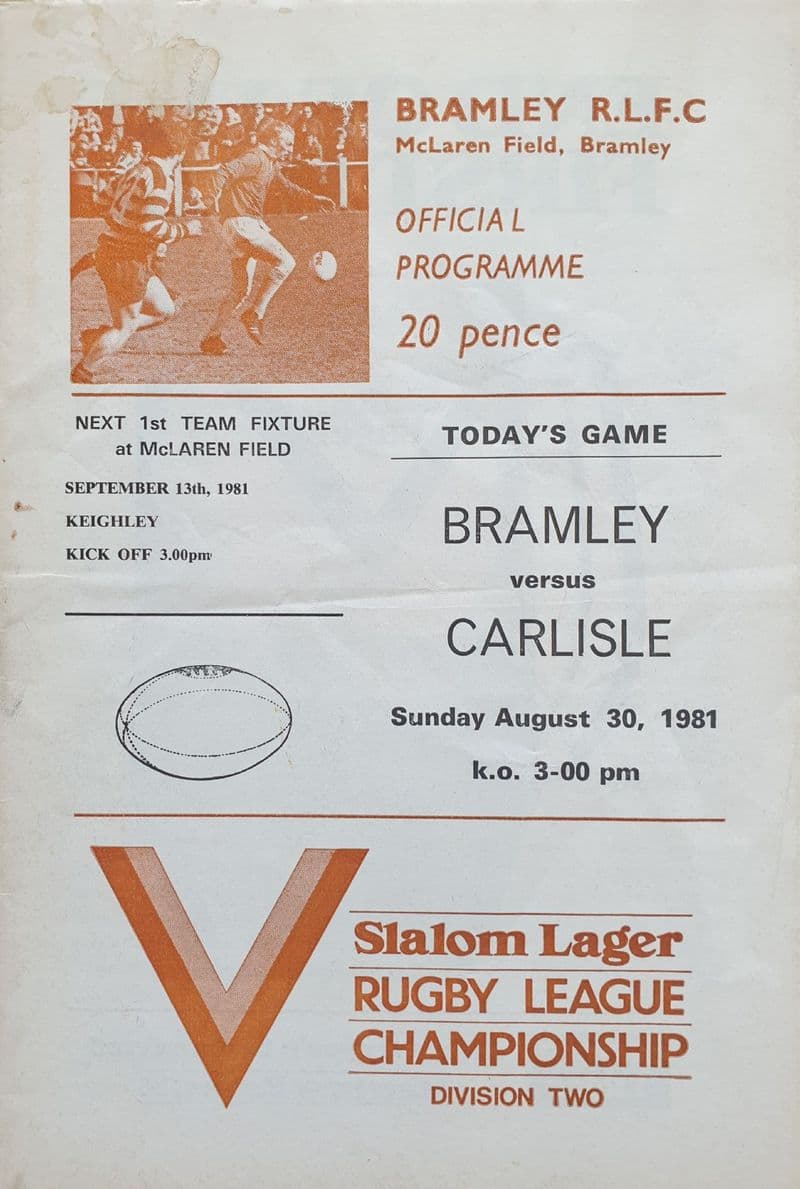 BRAMLEY R.L.F.C
McLaren Field, Bramley
OFFICIAL
PROGRAMME
20 pence
NEXT 1st TEAM FIXTURE
at McLAREN FIELD
SEPTEMBER 13th, 1981
KEIGHLEY
KICK OFF 3.00pm
TODAY'S GAME
BRAMLEY
versus
CARLISLE
Sunday August 30, 1981
k.o. 3-00 pm
Slalom Lager
RUGBY LEAGUE
CHAMPIONSHIP
DIVISION TWO